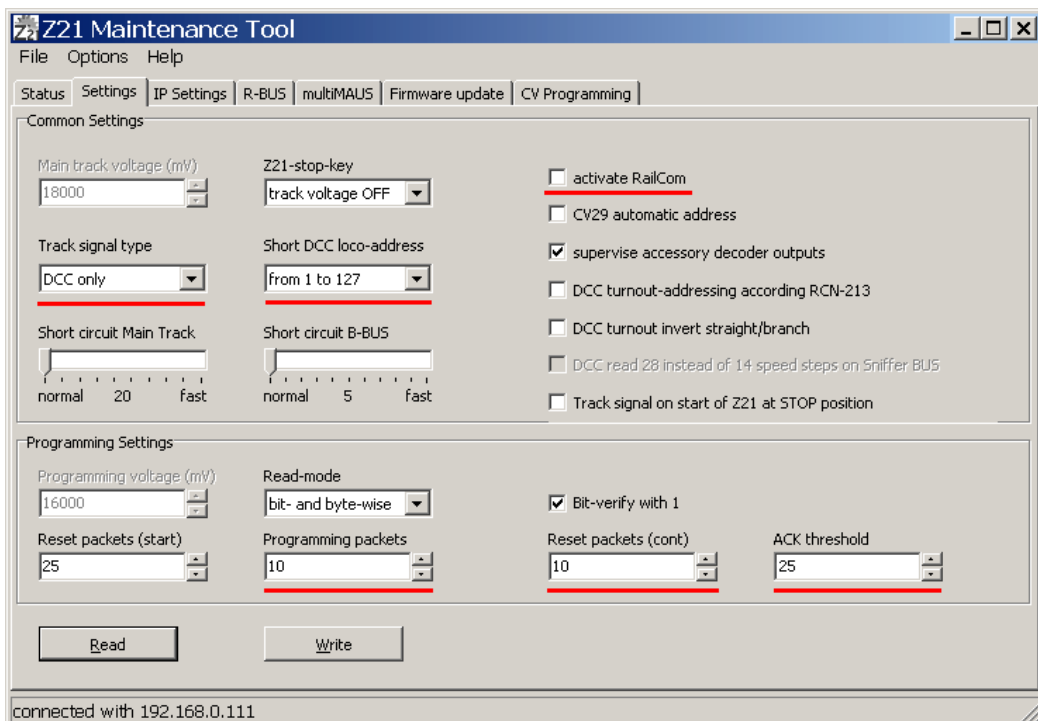 Z21 Maintenance Tool
File Options Help
Status Settings IP Settings R-BUS multiMAUS Firmware update CV Programming
Common Settings
Main track voltage (mV)
18000
Z21-stop-key
track voltage OFF
activate RailCom
CV29 automatic address
Track signal type
DCC only
Short DCC loco-address
from 1 to 127
supervise accessory decoder outputs
DCC turnout-addressing according RCN-213
Short circuit Main Track
normal 20 fast
Short circuit B-BUS
normal 5 fast
DCC turnout invert straight/branch
DCC read 28 instead of 14 speed steps on Sniffer BUS
Track signal on start of Z21 at STOP position
Programming Settings
Programming voltage (mV)
16000
Read-mode
bit- and byte-wise
Bit-verify with 1
Reset packets (start)
25
Programming packets
10
Reset packets (cont)
10
ACK threshold
25
Read
Write
connected with 192.168.0.111